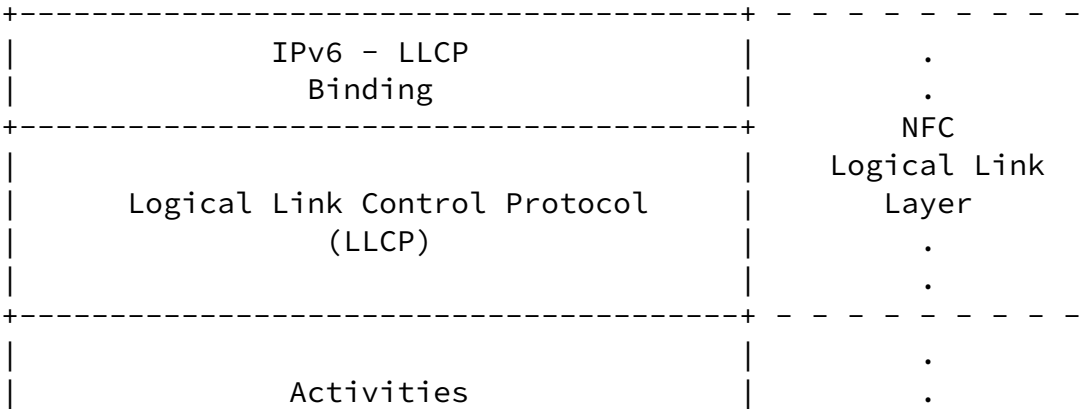 +----------------------------------------+ - - - - - - - - -
|              IPv6 - LLCP               |         .
|                Binding                 |         .
+----------------------------------------+        NFC
|                                        |    Logical Link
|      Logical Link Control Protocol     |       Layer
|                 (LLCP)                 |         .
|                                        |         .
+----------------------------------------+ - - - - - - - - -
|                                        |         .
|               Activities               |         .